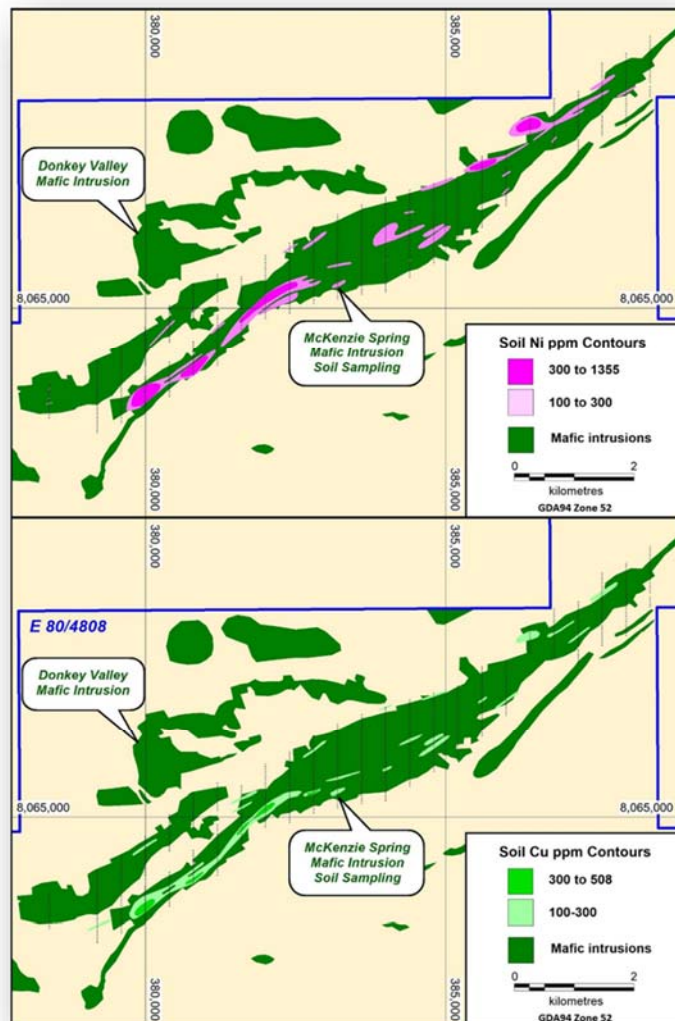 380,000
385,000
Donkey Valley
Mafic Intrusion
8,065,000
8,065,000
McKenzie Spring
Mafic Intrusion
Soil Sampling
Soil Ni ppm Contours
300 to 1355
100 to 300
Mafic intrusions
0
2
kilometres
GDA94 Zone 52
380,000
385,000
380,000
385,000
E 80/4808
Donkey Valley
Mafic Intrusion
8,065,000
8,065,000
McKenzie Spring
Mafic Intrusion
Soil Sampling
Soil Cu ppm Contours
300 to 508
100-300
Mafic intrusions
0
2
kilometres
GDA94 Zone 52
380,000
385,000